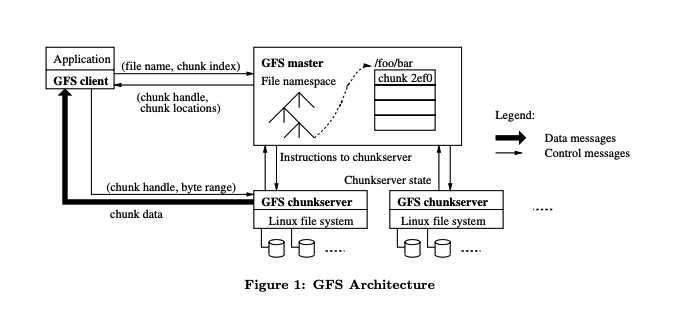 Application
GFS client
(file name, chunk index)
(chunk handle,
chunk locations)
GFS master
File namespace
/foo/bar
chunk 2ef0
Legend:
Data messages
Control messages
Instructions to chunkserver
Chunkserver state
(chunk handle, byte range)
chunk data
GFS chunkserver
Linux file system
GFS chunkserver
Linux file system
Figure 1: GFS Architecture